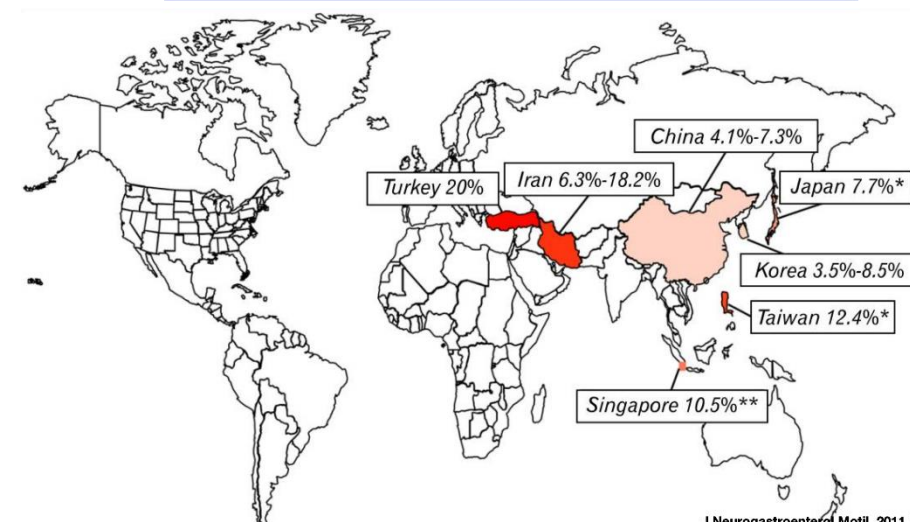 China 4.1%-7.3%
Turkey 20%
Iran 6.3%-18.2%
Japan 7.7%*
Korea 3.5%-8.5%
Taiwan 12.4%*
Singapore 10.5%**
J Neurogastroenterol Motil, 2011